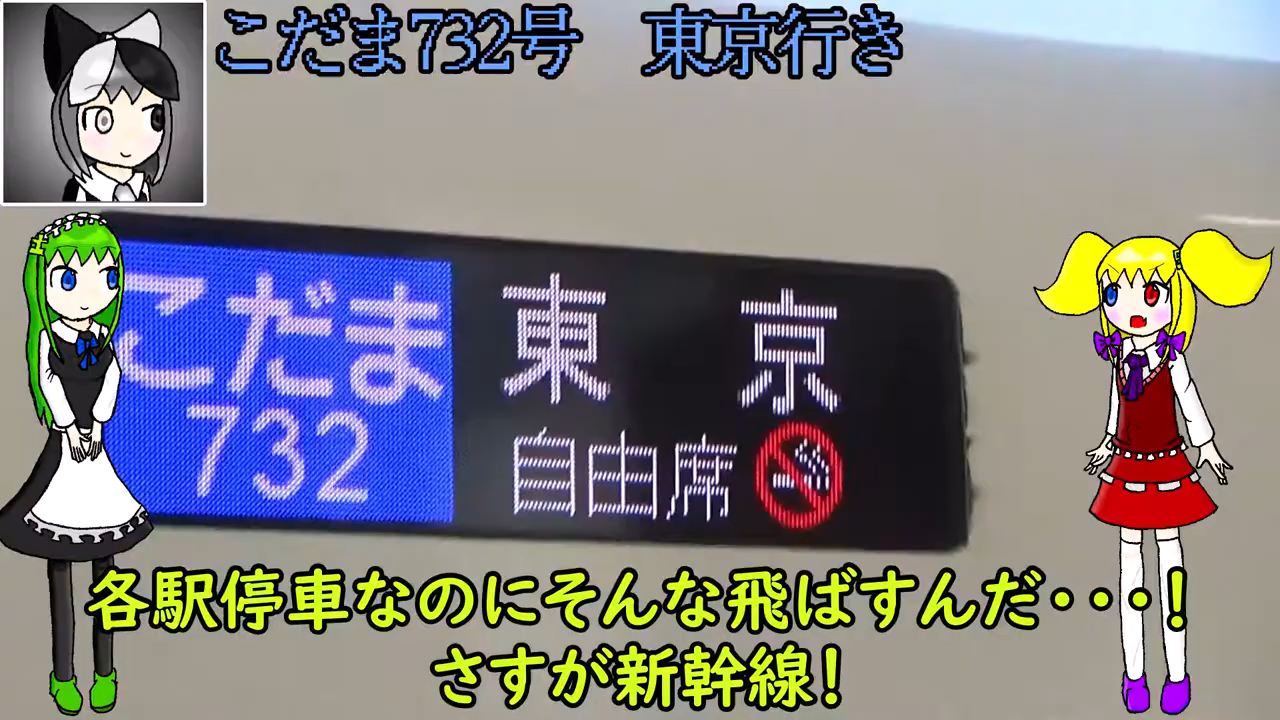 こだま732号 東京行き
こだま
732
東京
自由席
各駅停車なのにそんな飛ばすんだ・・・！
さすが新幹線！